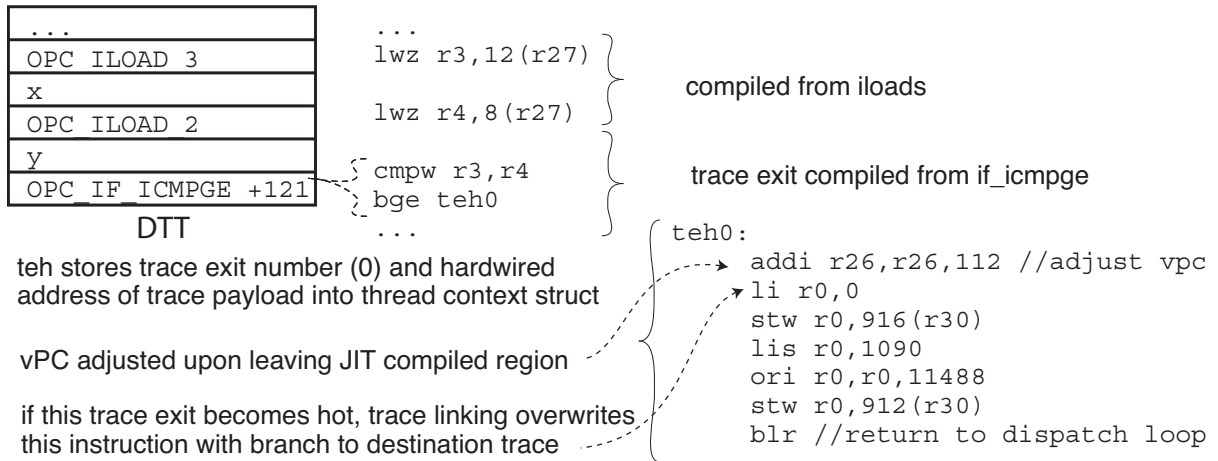 ...
OPC_ILOAD_3
x
OPC_ILOAD_2
y
OPC_IF_ICMPGE +121
DTT
...
lwz r3,12(r27)
lwz r4,8(r27)
cmpw r3,r4
bge teh0
...
compiled from iloads
trace exit compiled from if_icmpge
teh stores trace exit number (0) and hardwired
address of trace payload into thread context struct
vPC adjusted upon leaving JIT compiled region
if this trace exit becomes hot, trace linking overwrites
this instruction with branch to destination trace
teh0:
addi r26,r26,112 //adjust vpc
li r0,0
stw r0,916(r30)
lis r0,1090
ori r0,r0,11488
stw r0,912(r30)
blr //return to dispatch loop